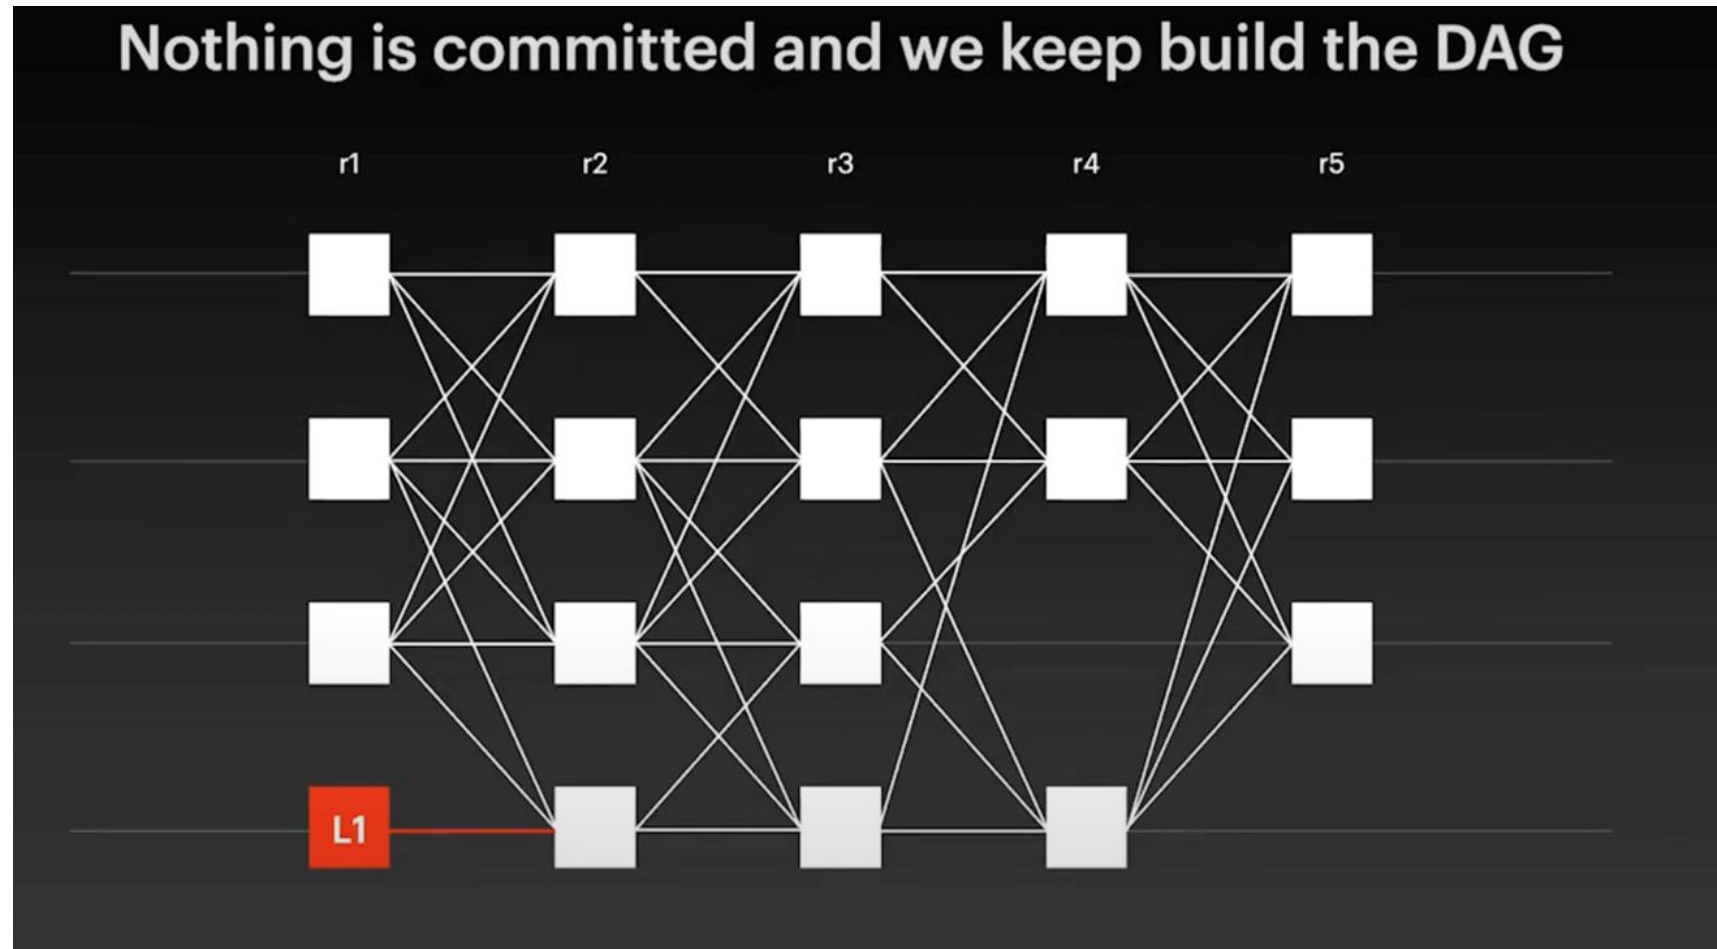 Nothing is committed and we keep build the DAG
r1 r2 r3 r4 r5
L1